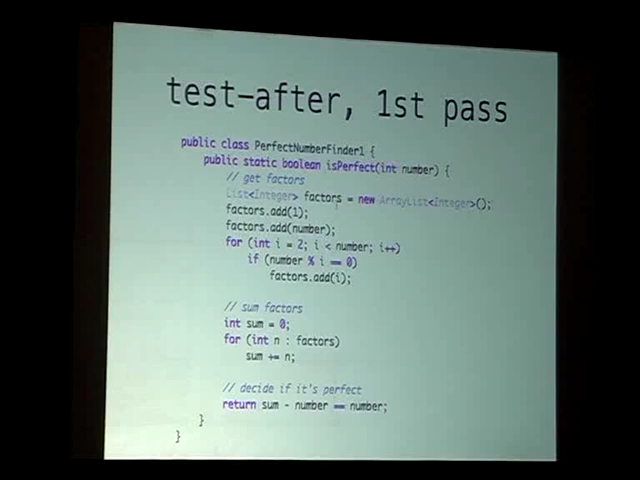 test-after, 1st pass
public class PerfectNumberFinder1 {
public static boolean isPerfect(int number) {
// get factors
List<Integer> factors = new ArrayList<Integer>();
factors.add(1);
factors.add(number);
for (int i = 2; i < number; i++)
if (number % i == 0)
factors.add(i);
// sum factors
int sum = 0;
for (int n : factors)
sum += n;
// decide if it's perfect
return sum - number == number;
}
}